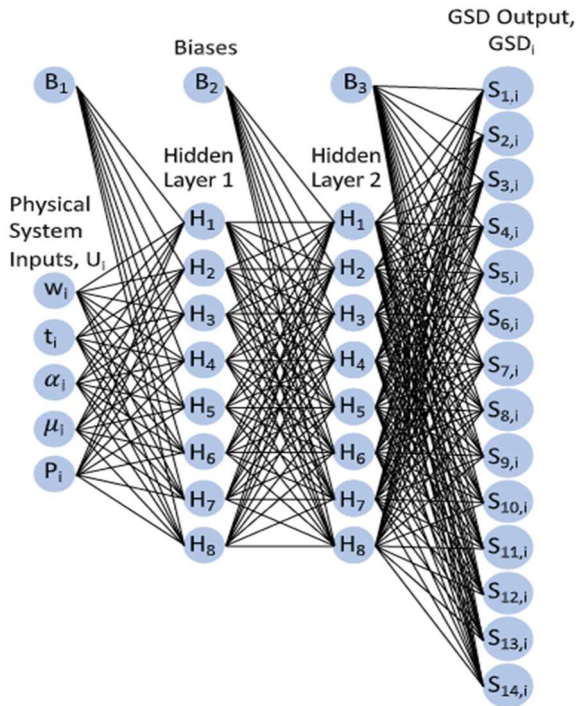 GSD Output,
GSDᵢ
Biases
B₁
B₂
B₃
Hidden
Layer 1
Hidden
Layer 2
Physical
System
Inputs, Uᵢ
wᵢ
tᵢ
αᵢ
μᵢ
Pᵢ
H₁
H₂
H₃
H₄
H₅
H₆
H₇
H₈
H₁
H₂
H₃
H₄
H₅
H₆
H₇
H₈
S₁,ᵢ
S₂,ᵢ
S₃,ᵢ
S₄,ᵢ
S₅,ᵢ
S₆,ᵢ
S₇,ᵢ
S₈,ᵢ
S₉,ᵢ
S₁₀,ᵢ
S₁₁,ᵢ
S₁₂,ᵢ
S₁₃,ᵢ
S₁₄,ᵢ